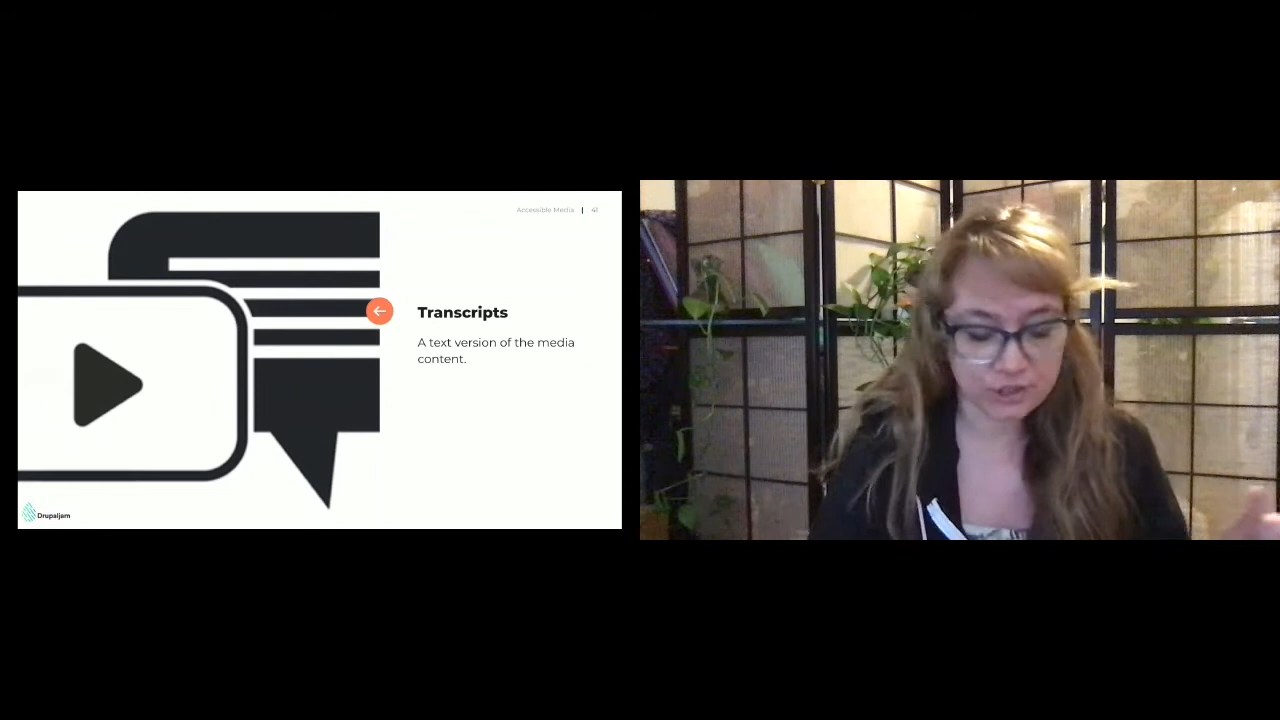 Accessible Media | 41
Transcripts
A text version of the media
content.
Drupaljam